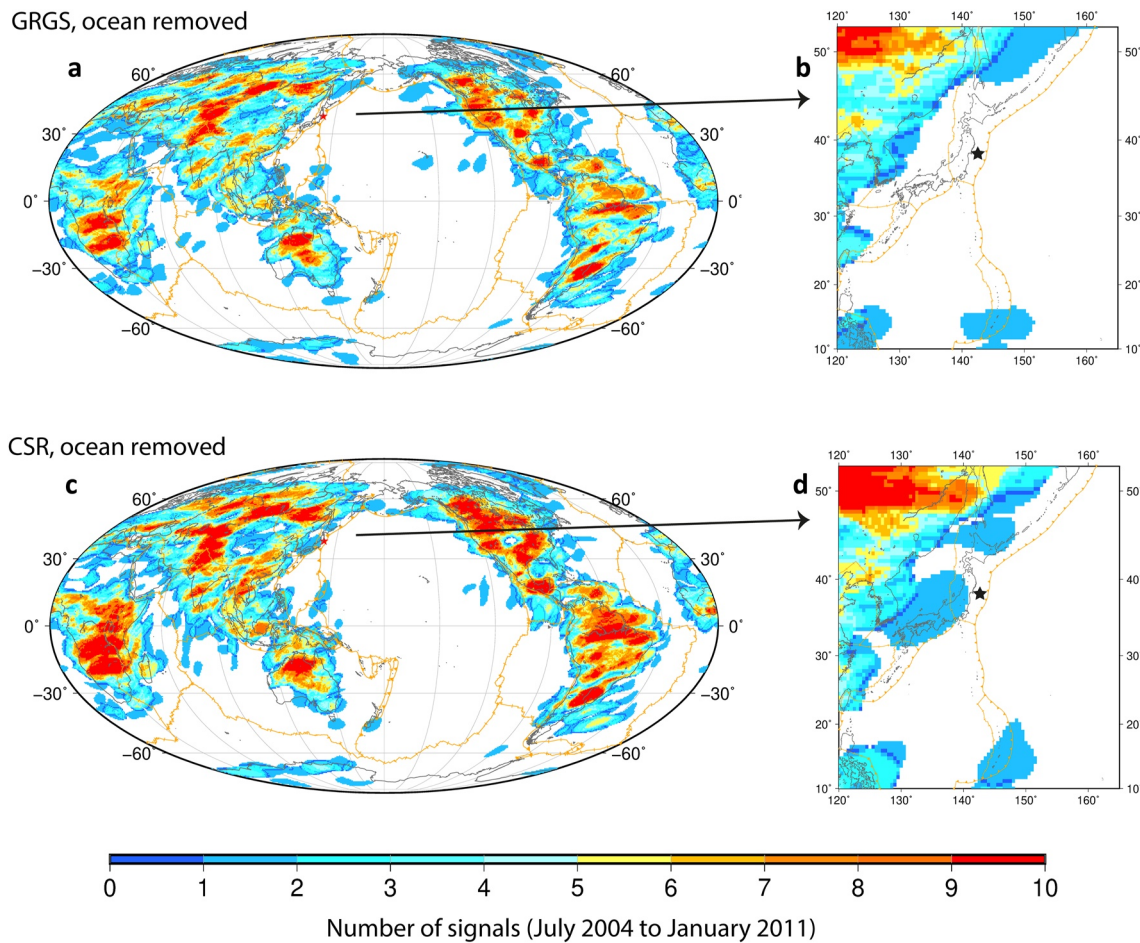 GRGS, ocean removed
a
60˚
30˚
0˚
−30˚
−60˚
30˚
0˚
−30˚
−60˚
b
120˚ 130˚ 140˚ 150˚ 160˚
50˚ 50˚
40˚ 40˚
30˚ 30˚
20˚ 20˚
10˚ 10˚
120˚ 130˚ 140˚ 150˚ 160˚
CSR, ocean removed
c
60˚
60˚
30˚
0˚
−30˚
−60˚
30˚
0˚
−30˚
−60˚
d
120˚ 130˚ 140˚ 150˚ 160˚
50˚ 50
40˚ 40
30˚ 30
20˚ 20
10˚ 10
120˚ 130˚ 140˚ 150˚ 160˚
0 1 2 3 4 5 6 7 8 9 10
Number of signals (July 2004 to January 2011)